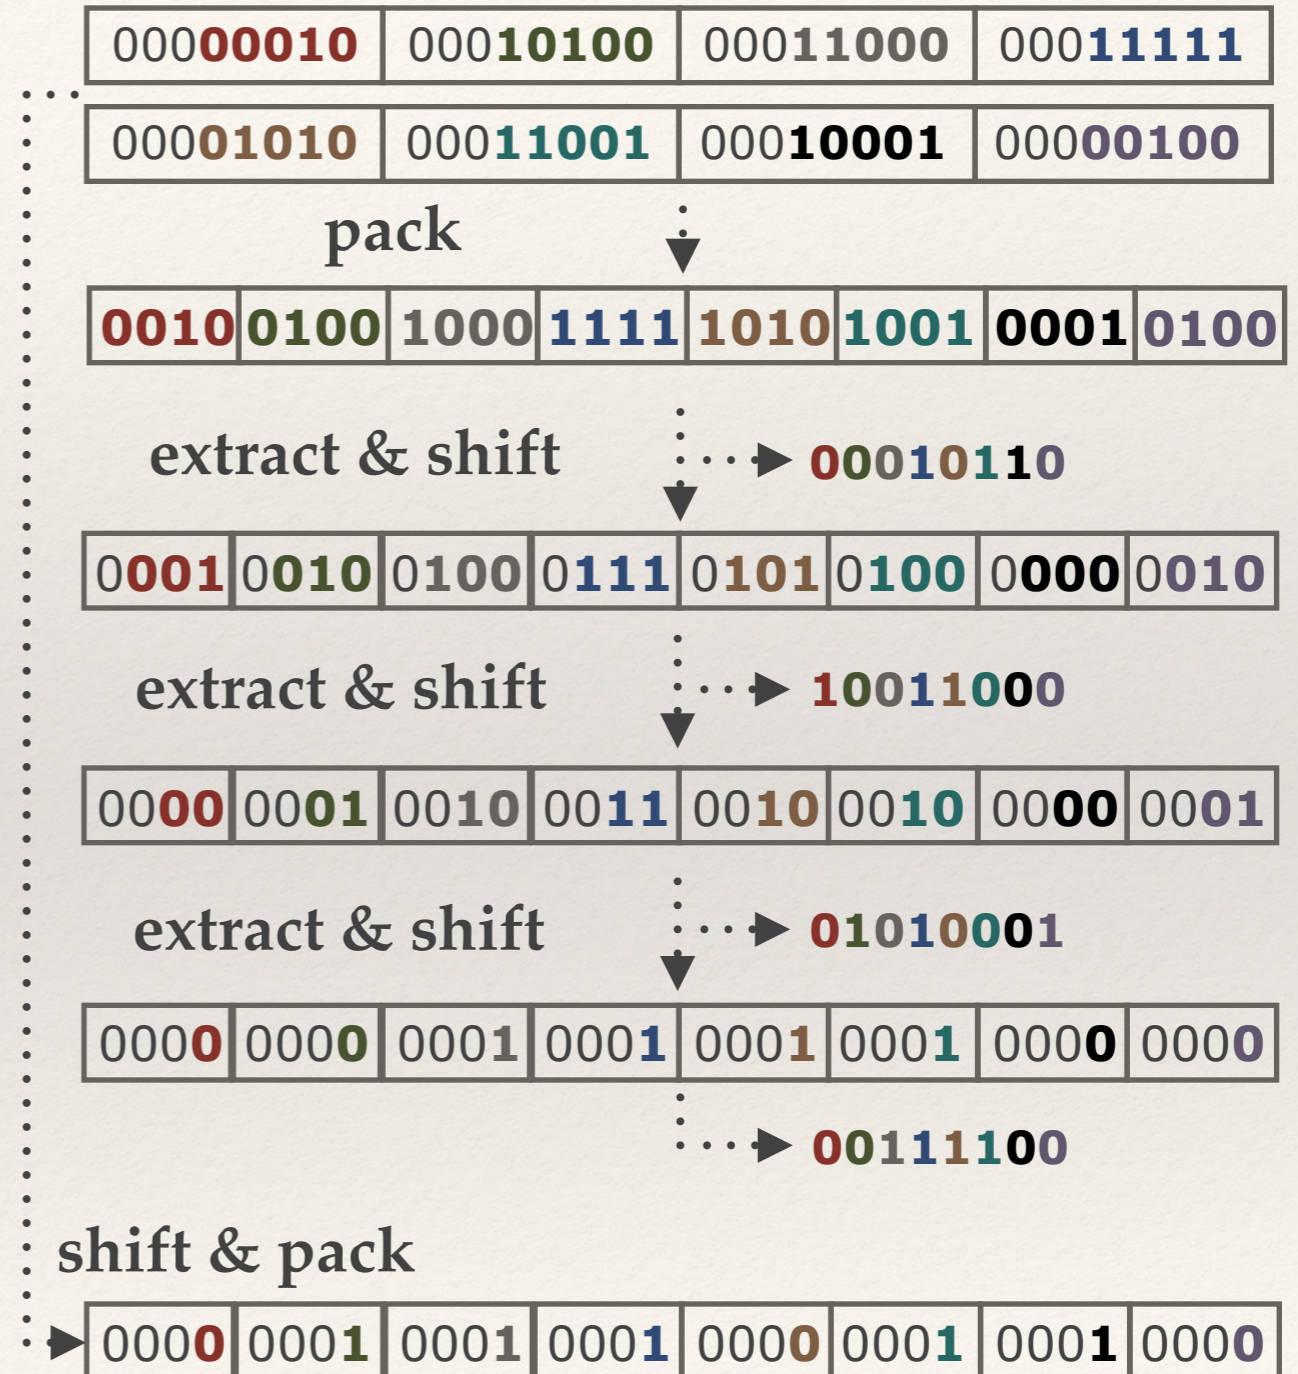 00000010 00010100 00011000 00011111
00001010 00011001 00010001 00000100
pack
0010 0100 1000 1111 1010 1001 0001 0100
extract & shift 00010110
0001 0010 0100 0111 0101 0100 0000 0010
extract & shift 10011000
0000 0001 0010 0011 0010 0010 0000 0001
extract & shift 01010001
0000 0000 0001 0001 0001 0001 0000 0000
00111100
shift & pack
0000 0001 0001 0001 0000 0001 0001 0000